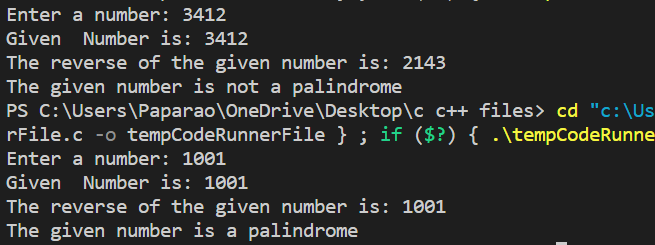 Enter a number: 3412
Given  Number is: 3412
The reverse of the given number is: 2143
The given number is not a palindrome
PS C:\Users\Paparao\OneDrive\Desktop\c c++ files> cd "c:\Us
rFile.c -o tempCodeRunnerFile } ; if ($?) { .\tempCodeRunne
Enter a number: 1001
Given  Number is: 1001
The reverse of the given number is: 1001
The given number is a palindrome